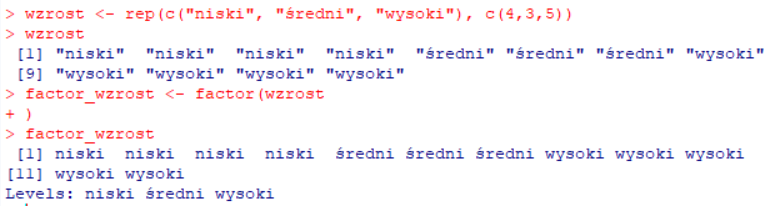 > wzrost <- rep(c("niski", "średni", "wysoki"), c(4,3,5))
> wzrost
 [1] "niski"  "niski"  "niski"  "niski"  "średni" "średni" "średni" "wysoki"
 [9] "wysoki" "wysoki" "wysoki" "wysoki"
> factor_wzrost <- factor(wzrost
+ )
> factor_wzrost
 [1] niski  niski  niski  niski  średni średni średni wysoki wysoki wysoki
[11] wysoki wysoki
Levels: niski średni wysoki